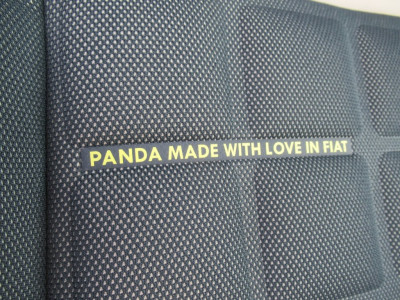 PANDA MADE WITH LOVE IN FIAT